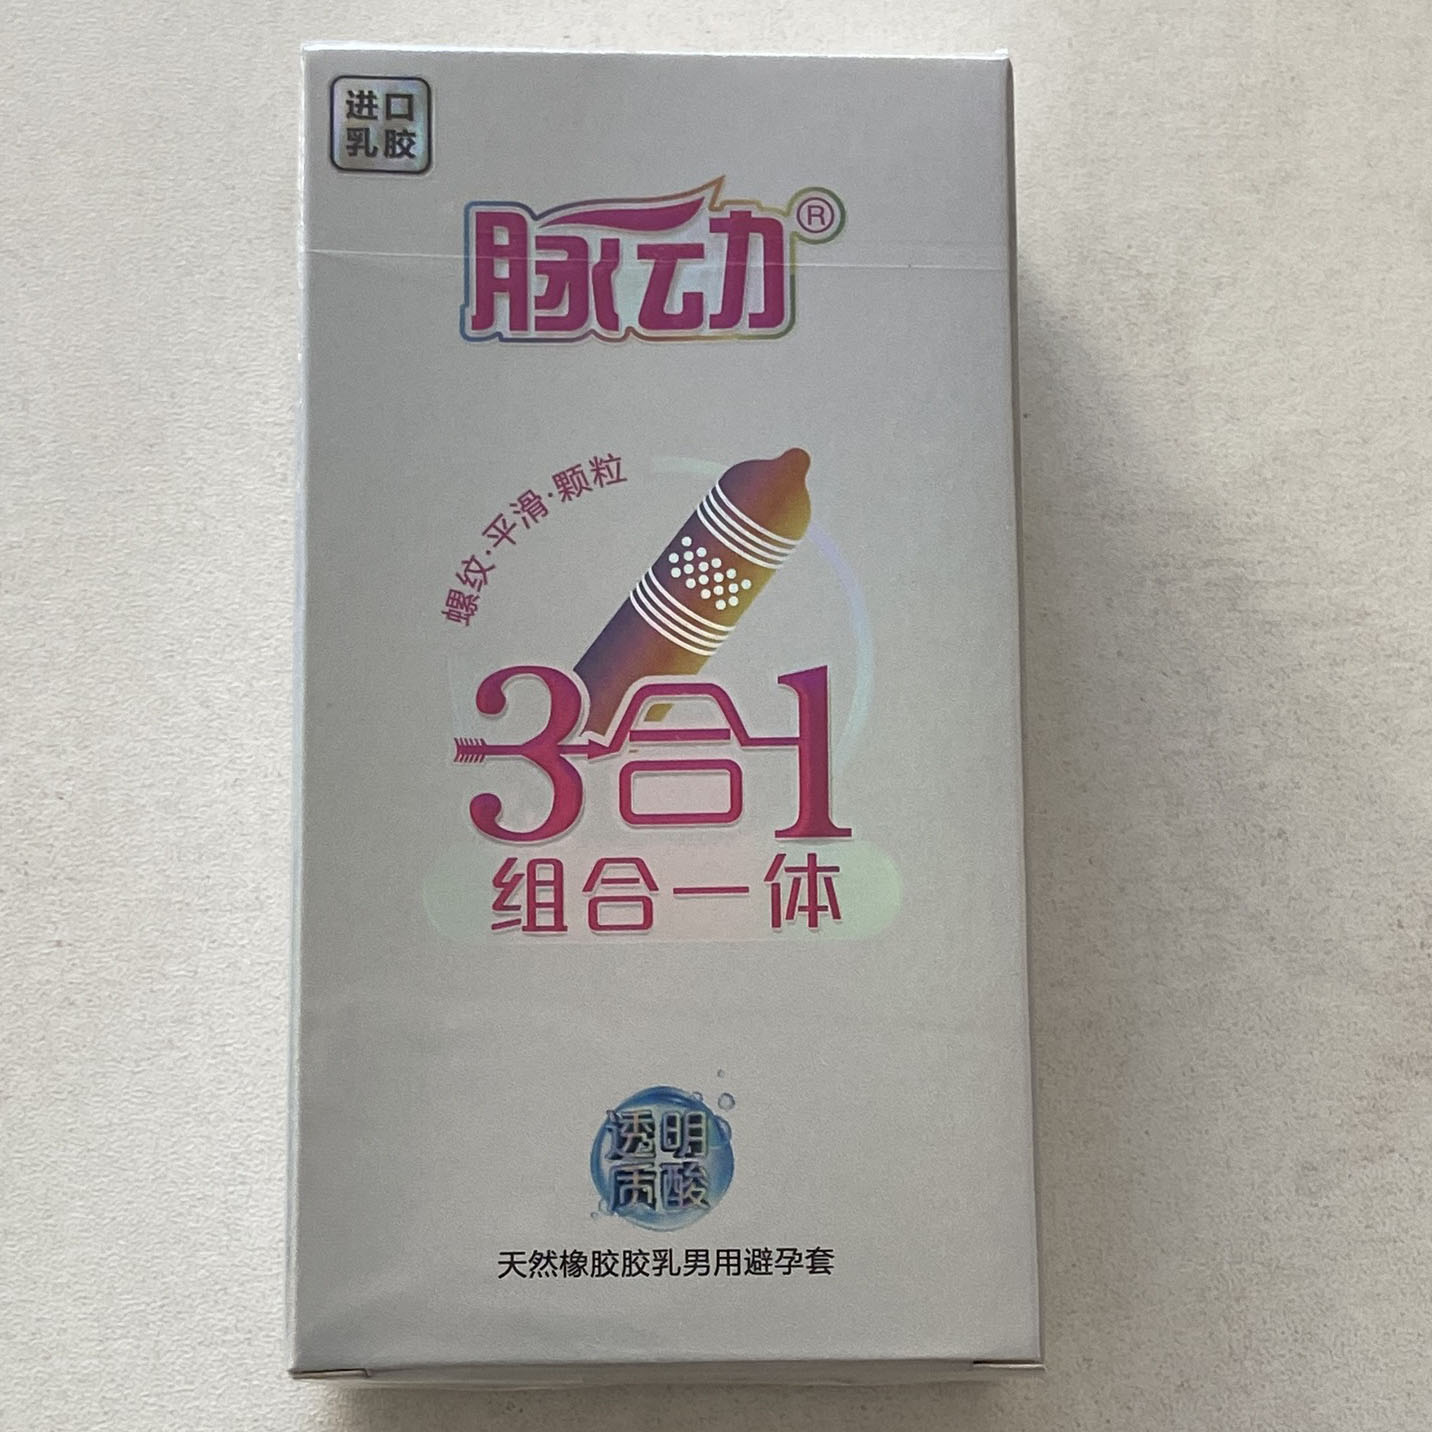 进口
乳胶
脉动®
螺纹·平滑·颗粒
3合1
组合一体
透明
质酸
天然橡胶胶乳男用避孕套